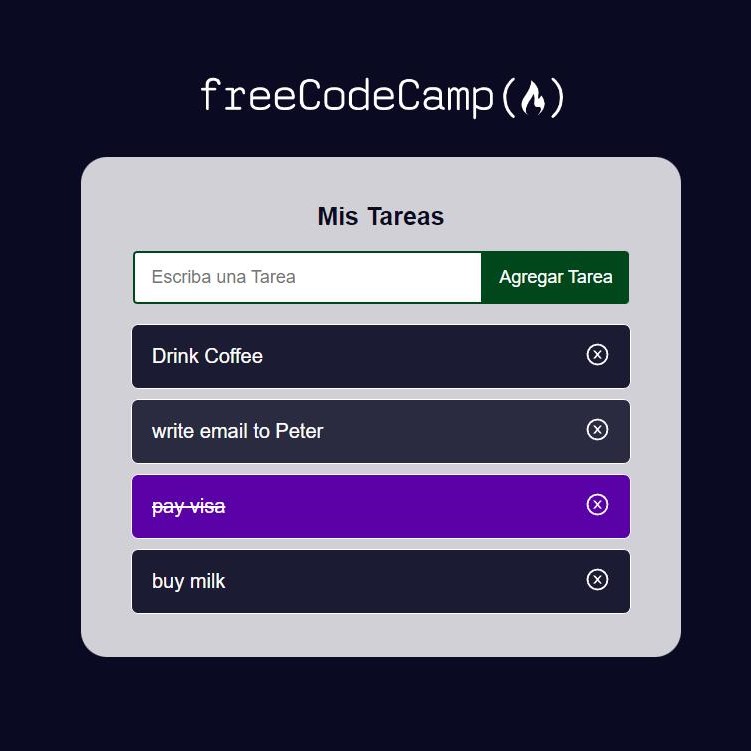 freeCodeCamp(🔥)
Mis Tareas
Escriba una Tarea
Agregar Tarea
Drink Coffee
write email to Peter
pay visa
buy milk